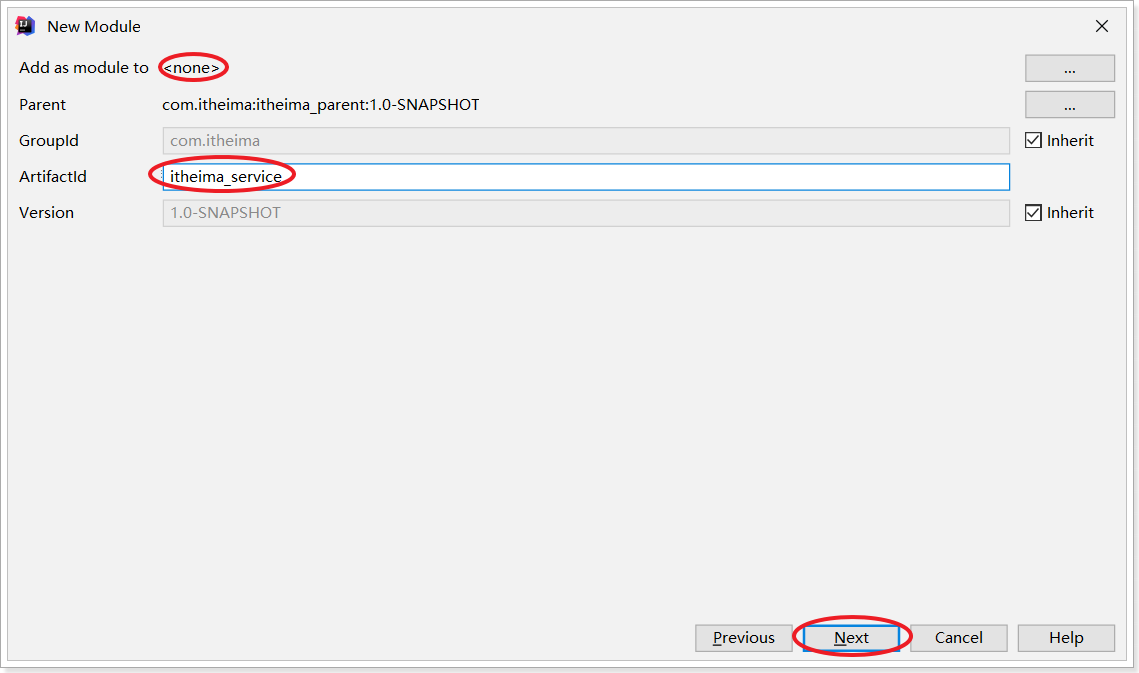 New Module
Add as module to <none> ...
Parent com.itheima:itheima_parent:1.0-SNAPSHOT ...
GroupId com.itheima Inherit
ArtifactId itheima_service
Version 1.0-SNAPSHOT Inherit
Previous Next Cancel Help